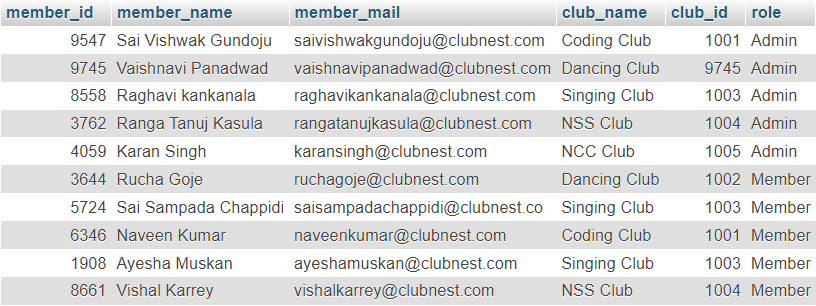 member_id member_name member_mail club_name club_id role
9547 Sai Vishwak Gundoju saivishwakgundoju@clubnest.com Coding Club 1001 Admin
9745 Vaishnavi Panadwad vaishnavipanadwad@clubnest.com Dancing Club 9745 Admin
8558 Raghavi kankanala raghavikankanala@clubnest.com Singing Club 1003 Admin
3762 Ranga Tanuj Kasula rangatanujkasula@clubnest.com NSS Club 1004 Admin
4059 Karan Singh karansingh@clubnest.com NCC Club 1005 Admin
3644 Rucha Goje ruchagoje@clubnest.com Dancing Club 1002 Member
5724 Sai Sampada Chappidi saisampadachappidi@clubnest.co Singing Club 1003 Member
6346 Naveen Kumar naveenkumar@clubnest.com Coding Club 1001 Member
1908 Ayesha Muskan ayeshamuskan@clubnest.com Singing Club 1003 Member
8661 Vishal Karrey vishalkarrey@clubnest.com NSS Club 1004 Member